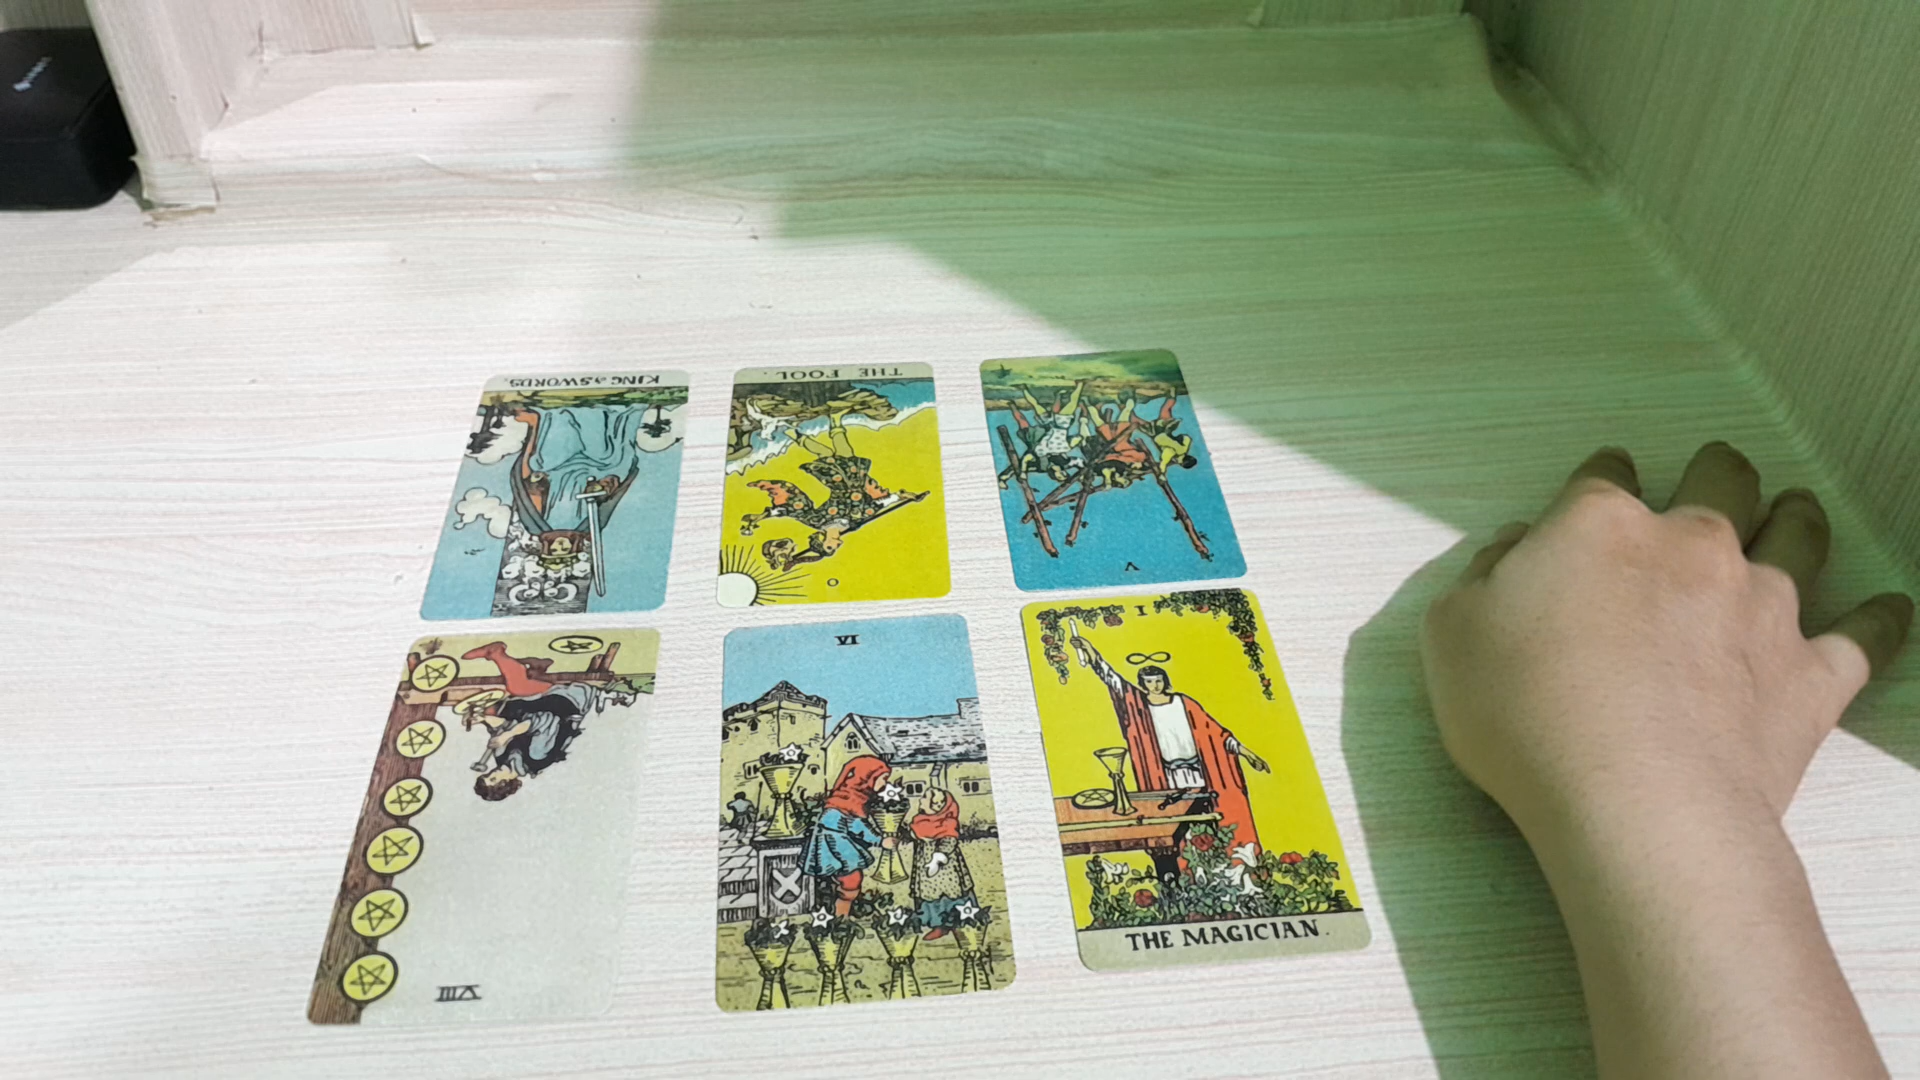 KING of SWORDS.
THE FOOL.
0
V
VIII
VI
I
THE MAGICIAN.